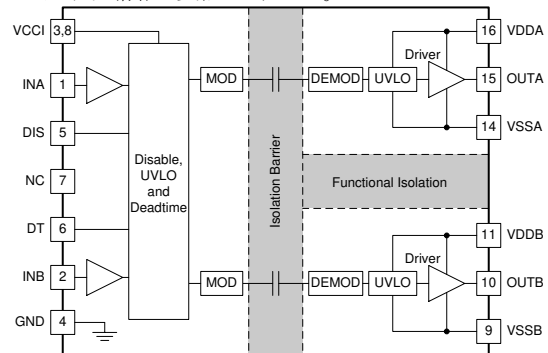 VCCI 3,8
INA 1
DIS 5
NC 7
DT 6
INB 2
GND 4
Disable,
UVLO
and
Deadtime
MOD
MOD
Isolation Barrier
DEMOD UVLO
Driver
Functional Isolation
DEMOD UVLO
Driver
16 VDDA
15 OUTA
14 VSSA
11 VDDB
10 OUTB
9 VSSB